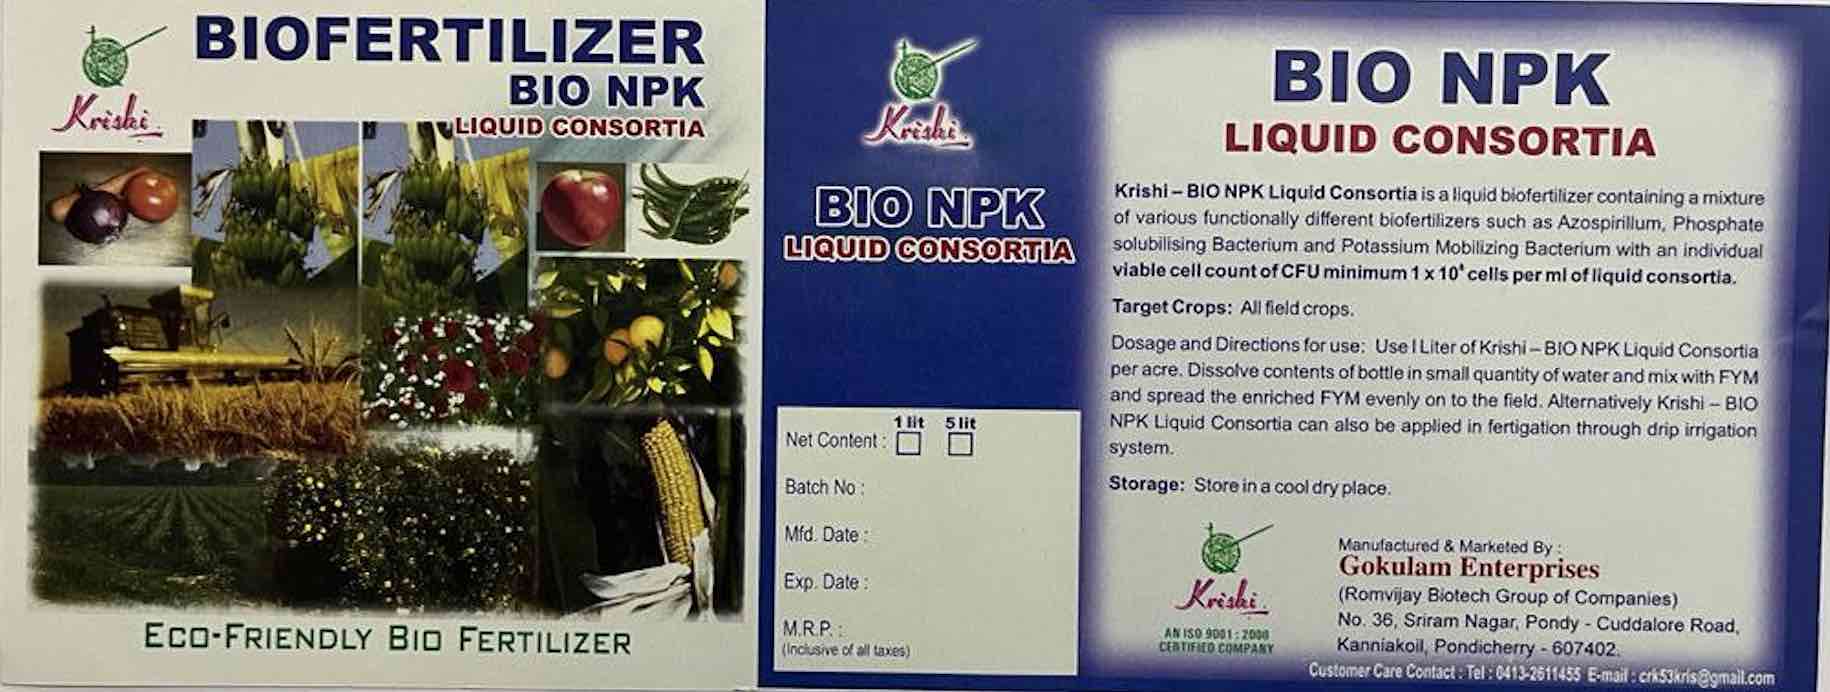 BIOFERTILIZER
BIO NPK
LIQUID CONSORTIA
Krishi
ECO-FRIENDLY BIO FERTILIZER
Krishi
BIO NPK
LIQUID CONSORTIA
1 lit 5 lit
Net Content :
Batch No :
Mfd. Date :
Exp. Date :
M.R.P. :
(Inclusive of all taxes)
BIO NPK
LIQUID CONSORTIA
Krishi – BIO NPK Liquid Consortia is a liquid biofertilizer containing a mixture
of various functionally different biofertilizers such as Azospirillum, Phosphate
solubilising Bacterium and Potassium Mobilizing Bacterium with an individual
viable cell count of CFU minimum 1 x cells per ml of liquid consortia.
Target Crops: All field crops.
Dosage and Directions for use: Use I Liter of Krishi – BIO NPK Liquid Consortia
per acre. Dissolve contents of bottle in small quantity of water and mix with FYM
and spread the enriched FYM evenly on to the field. Alternatively Krishi – BIO
NPK Liquid Consortia can also be applied in fertigation through drip irrigation
system.
Storage: Store in a cool dry place.
Krishi
AN ISO 9001 : 2000
CERTIFIED COMPANY
Manufactured & Marketed By :
Gokulam Enterprises
(Romvijay Biotech Group of Companies)
No. 36, Sriram Nagar, Pondy - Cuddalore Road,
Kanniakoil, Pondicherry - 607402.
Customer Care Contact : Tel : 0413-2611455 E-mail : crk53kris@gmail.com